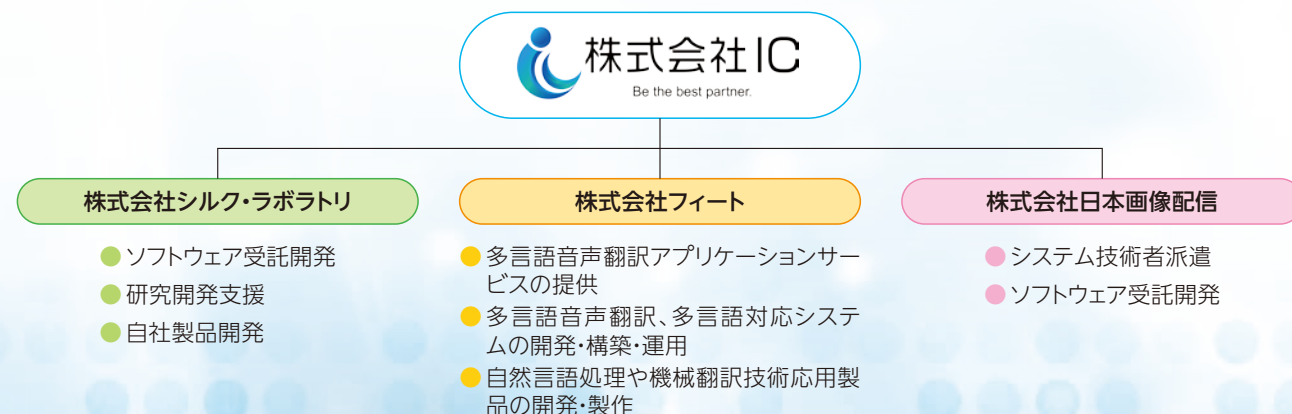 株式会社IC
Be the best partner.
株式会社シルク・ラボラトリ
ソフトウェア受託開発
研究開発支援
自社製品開発
株式会社フィート
多言語音声翻訳アプリケーションサー
ビスの提供
多言語音声翻訳、多言語対応システ
ムの開発・構築・運用
自然言語処理や機械翻訳技術応用製
品の開発・製作
株式会社日本画像配信
システム技術者派遣
ソフトウェア受託開発